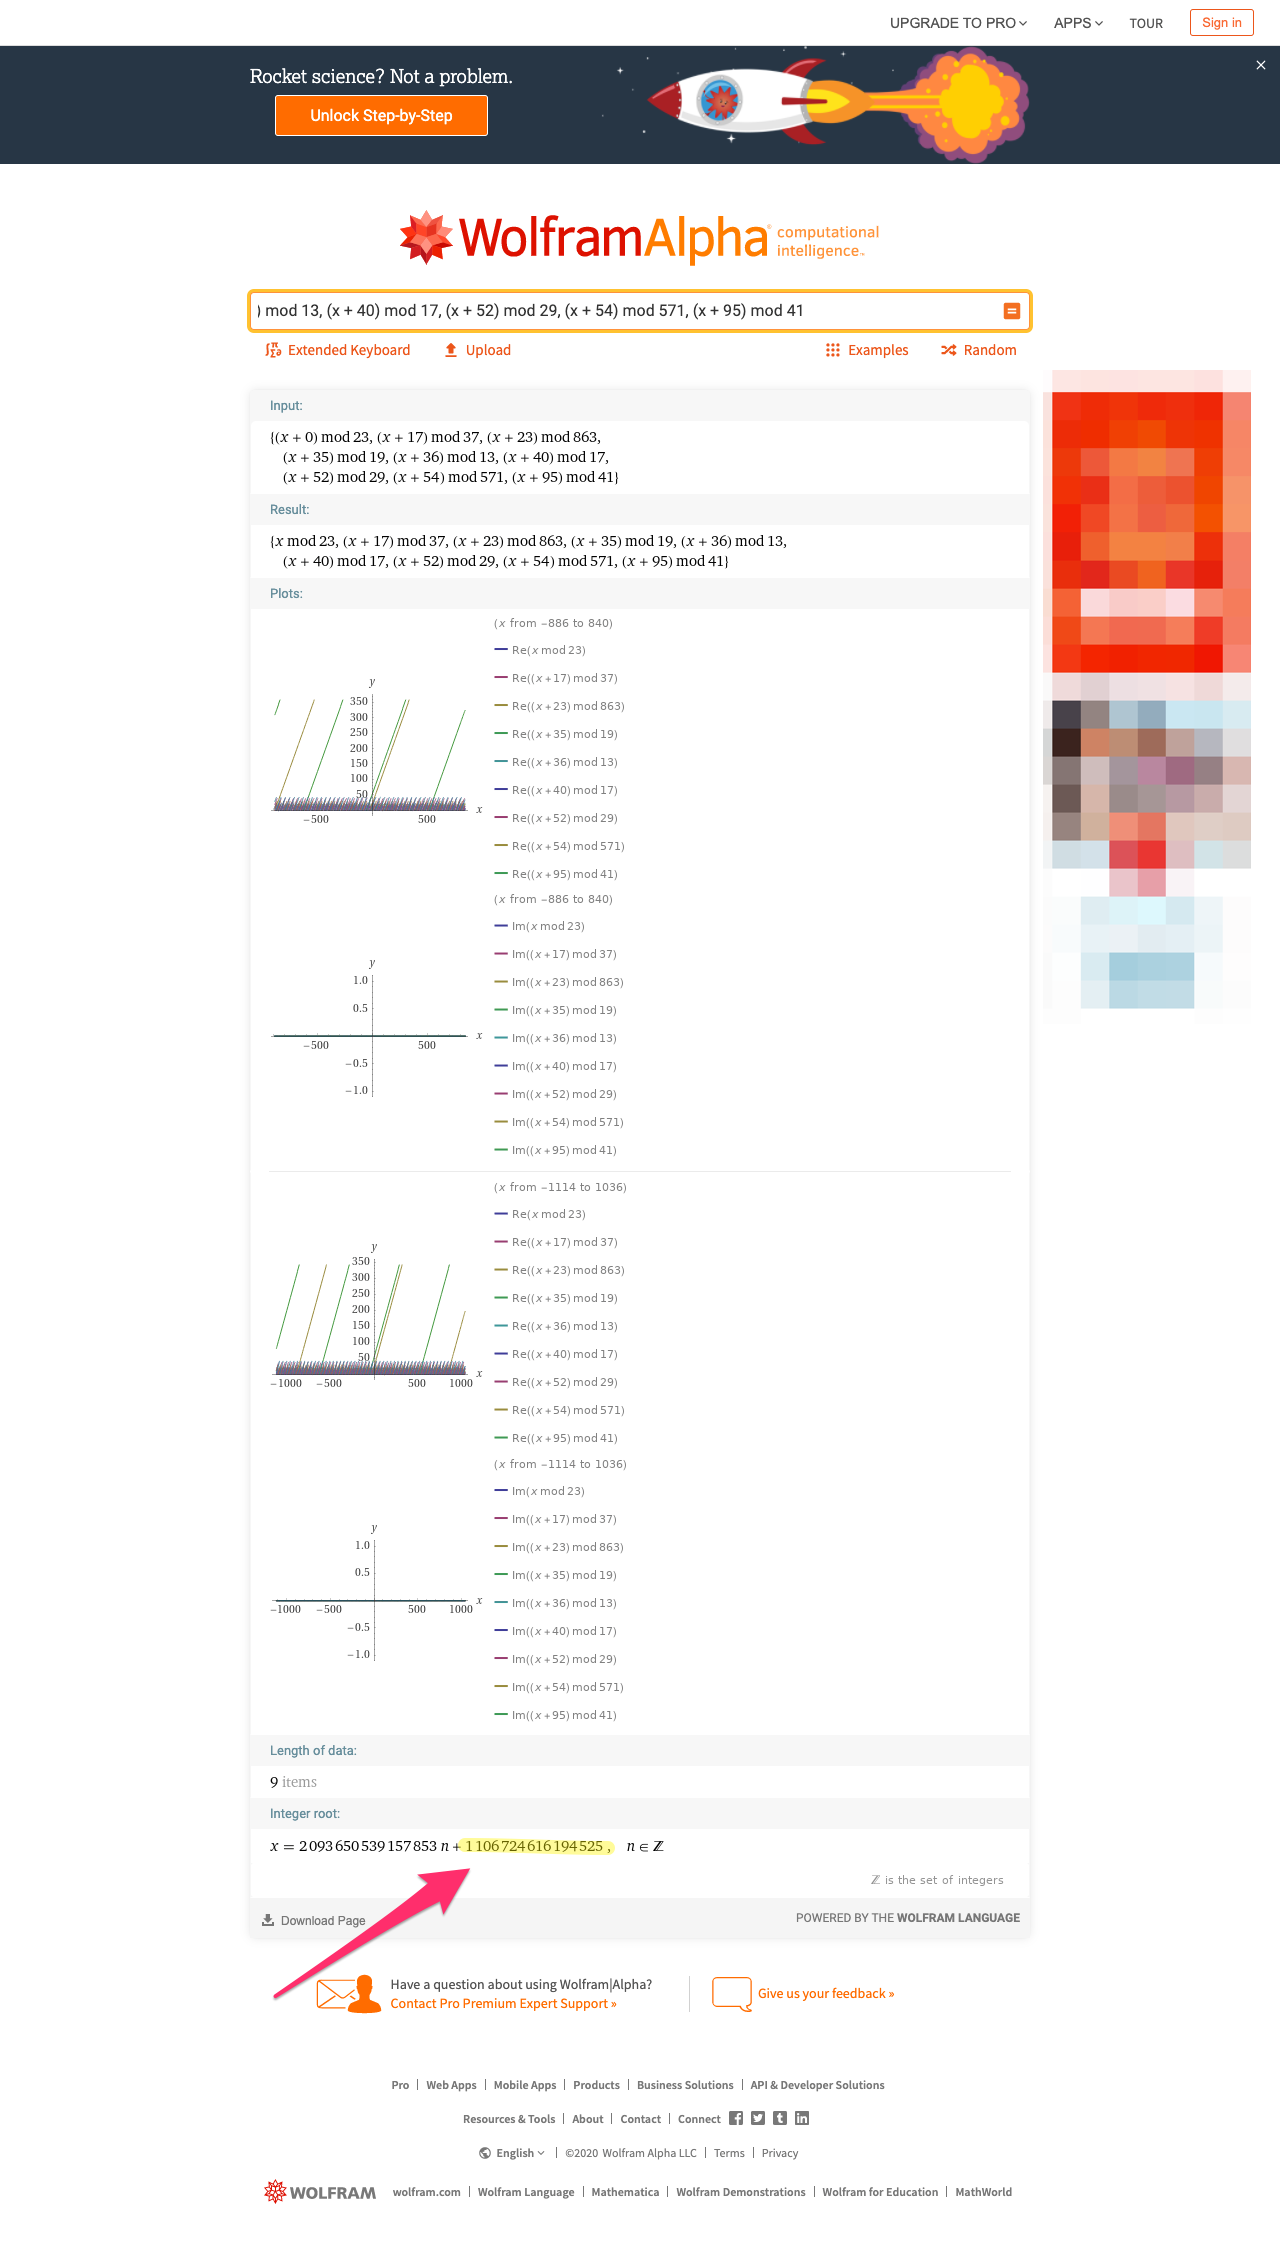 UPGRADE TO PRO APPS TOUR Sign in
Rocket science? Not a problem.
Unlock Step-by-Step
WolframAlpha computational
intelligence.
) mod 13, (x + 40) mod 17, (x + 52) mod 29, (x + 54) mod 571, (x + 95) mod 41
Extended Keyboard Upload Examples Random
Input:
{(x + 0) mod 23, (x + 17) mod 37, (x + 23) mod 863,
(x + 35) mod 19, (x + 36) mod 13, (x + 40) mod 17,
(x + 52) mod 29, (x + 54) mod 571, (x + 95) mod 41}
Result:
{x mod 23, (x + 17) mod 37, (x + 23) mod 863, (x + 35) mod 19, (x + 36) mod 13,
(x + 40) mod 17, (x + 52) mod 29, (x + 54) mod 571, (x + 95) mod 41}
Plots:
(x from −886 to 840)
Re(x mod 23)
y
Re((x + 17) mod 37)
350
Re((x + 23) mod 863)
300
250
Re((x + 35) mod 19)
200
150
Re((x + 36) mod 13)
100
50
Re((x + 40) mod 17)
x
−500 500
Re((x + 52) mod 29)
Re((x + 54) mod 571)
Re((x + 95) mod 41)
(x from −886 to 840)
Im(x mod 23)
Im((x + 17) mod 37)
y
1.0
Im((x + 23) mod 863)
0.5
Im((x + 35) mod 19)
x
Im((x + 36) mod 13)
−500 500
−0.5
Im((x + 40) mod 17)
−1.0
Im((x + 52) mod 29)
Im((x + 54) mod 571)
Im((x + 95) mod 41)
(x from −1114 to 1036)
Re(x mod 23)
Re((x + 17) mod 37)
y
350
Re((x + 23) mod 863)
300
250
Re((x + 35) mod 19)
200
150
Re((x + 36) mod 13)
100
50
Re((x + 40) mod 17)
x
−1000 −500 500 1000
Re((x + 52) mod 29)
Re((x + 54) mod 571)
Re((x + 95) mod 41)
(x from −1114 to 1036)
Im(x mod 23)
Im((x + 17) mod 37)
y
1.0
Im((x + 23) mod 863)
0.5
Im((x + 35) mod 19)
x
Im((x + 36) mod 13)
−1000 −500 500 1000
−0.5
Im((x + 40) mod 17)
−1.0
Im((x + 52) mod 29)
Im((x + 54) mod 571)
Im((x + 95) mod 41)
Length of data:
9 items
Integer root:
x = 2 093 650 539 157 853 n + 1 106 724 616 194 525 , n ∈ ℤ
ℤ is the set of integers
Download Page POWERED BY THE WOLFRAM LANGUAGE
Have a question about using Wolfram|Alpha?
Contact Pro Premium Expert Support »
Give us your feedback »
Pro | Web Apps | Mobile Apps | Products | Business Solutions | API & Developer Solutions
Resources & Tools | About | Contact | Connect
English | ©2020 Wolfram Alpha LLC | Terms | Privacy
WOLFRAM wolfram.com | Wolfram Language | Mathematica | Wolfram Demonstrations | Wolfram for Education | MathWorld